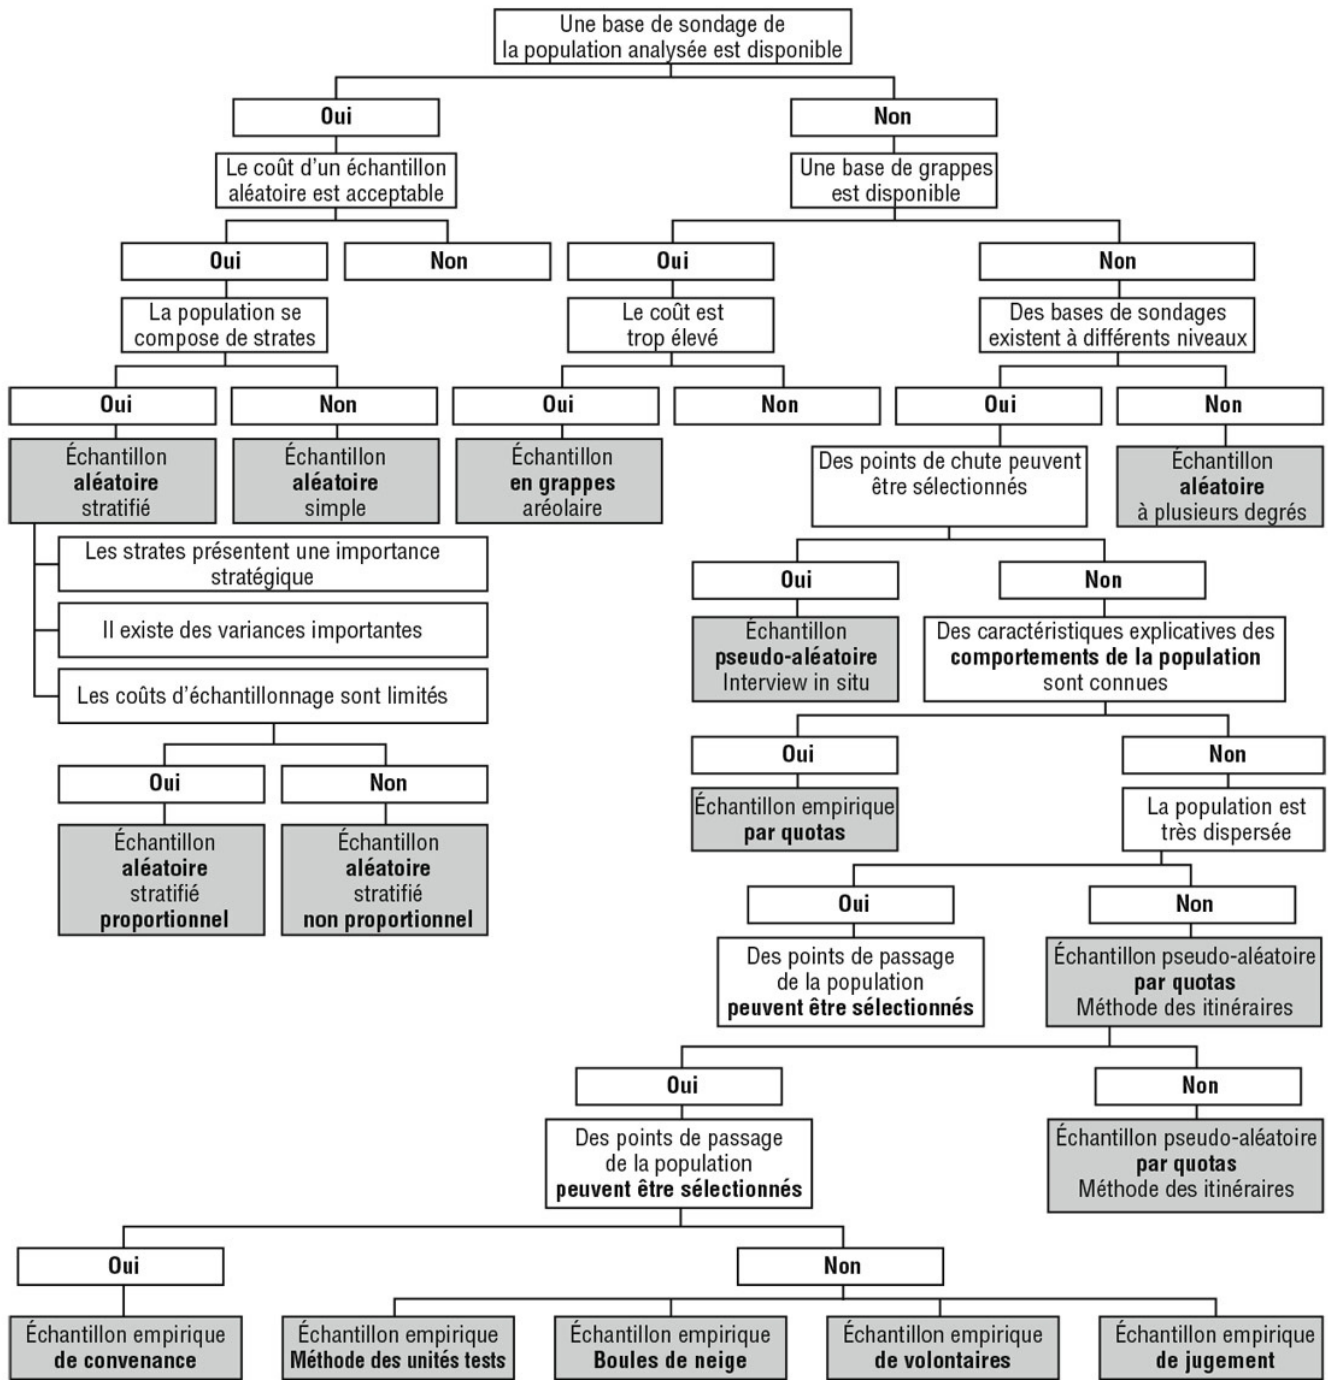 Une base de sondage de
la population analysée est disponible
Oui
Non
Le coût d'un échantillon
aléatoire est acceptable
Une base de grappes
est disponible
Oui
Non
Oui
Non
La population se
compose de strates
Le coût est
trop élevé
Des bases de sondages
existent à différents niveaux
Oui
Non
Oui
Non
Oui
Non
Échantillon
aléatoire
stratifié
Échantillon
aléatoire
simple
Échantillon
en grappes
aréolaire
Des points de chute peuvent
être sélectionnés
Échantillon
aléatoire
à plusieurs degrés
Les strates présentent une importance
stratégique
Il existe des variances importantes
Les coûts d'échantillonnage sont limités
Oui
Non
Échantillon
pseudo-aléatoire
Interview in situ
Des caractéristiques explicatives des
comportements de la population
sont connues
Oui
Non
Échantillon
aléatoire
stratifié
proportionnel
Échantillon
aléatoire
stratifié
non proportionnel
Oui
Non
Échantillon empirique
par quotas
La population est
très dispersée
Oui
Non
Des points de passage
de la population
peuvent être sélectionnés
Échantillon pseudo-aléatoire
par quotas
Méthode des itinéraires
Oui
Non
Des points de passage
de la population
peuvent être sélectionnés
Échantillon pseudo-aléatoire
par quotas
Méthode des itinéraires
Oui
Non
Échantillon empirique
de convenance
Échantillon empirique
Méthode des unités tests
Échantillon empirique
Boules de neige
Échantillon empirique
de volontaires
Échantillon empirique
de jugement